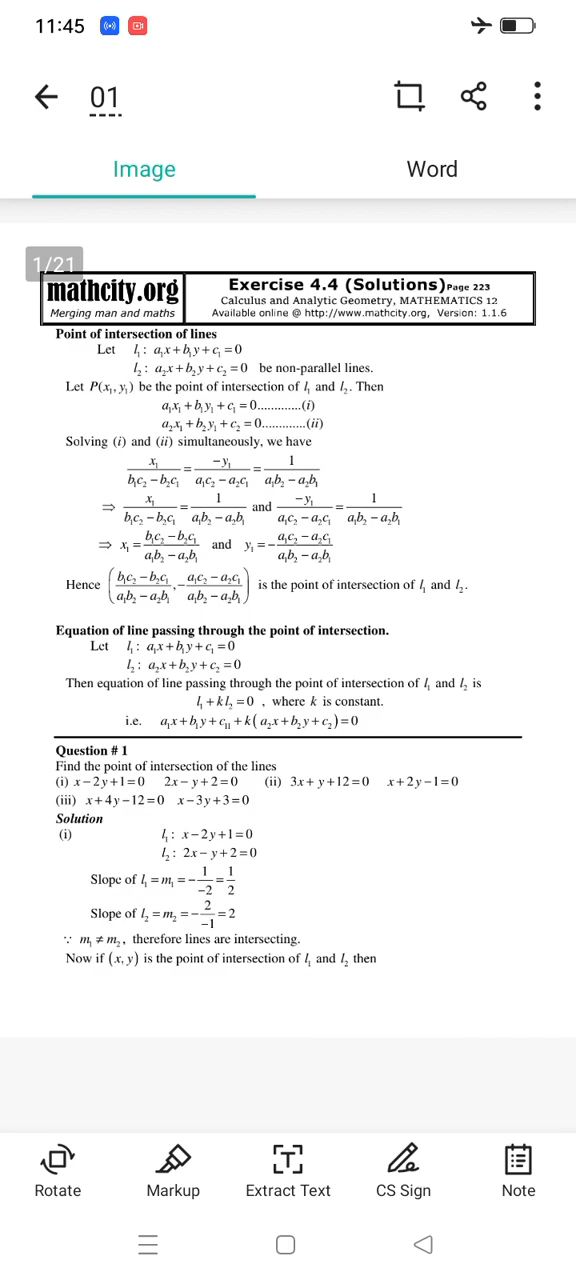 11:45
01
Image Word
1/21
mathcity.org
Merging man and maths
Exercise 4.4 (Solutions) Page 223
Calculus and Analytic Geometry, MATHEMATICS 12
Available online @ http://www.mathcity.org, Version: 1.1.6
Point of intersection of lines
Let l₁ : a₁x + b₁y + c₁ = 0
l₂ : a₂x + b₂y + c₂ = 0 be non-parallel lines.
Let P(x₁, y₁) be the point of intersection of l₁ and l₂. Then
a₁x₁ + b₁y₁ + c₁ = 0............(i)
a₂x₁ + b₂y₁ + c₂ = 0............(ii)
Solving (i) and (ii) simultaneously, we have
x₁/(b₁c₂ − b₂c₁) = −y₁/(a₁c₂ − a₂c₁) = 1/(a₁b₂ − a₂b₁)
⇒ x₁/(b₁c₂ − b₂c₁) = 1/(a₁b₂ − a₂b₁) and −y₁/(a₁c₂ − a₂c₁) = 1/(a₁b₂ − a₂b₁)
⇒ x₁ = (b₁c₂ − b₂c₁)/(a₁b₂ − a₂b₁) and y₁ = −(a₁c₂ − a₂c₁)/(a₁b₂ − a₂b₁)
Hence ((b₁c₂ − b₂c₁)/(a₁b₂ − a₂b₁), −(a₁c₂ − a₂c₁)/(a₁b₂ − a₂b₁)) is the point of intersection of l₁ and l₂.
Equation of line passing through the point of intersection.
Let l₁ : a₁x + b₁y + c₁ = 0
l₂ : a₂x + b₂y + c₂ = 0
Then equation of line passing through the point of intersection of l₁ and l₂ is
l₁ + k l₂ = 0 , where k is constant.
i.e. a₁x + b₁y + c₁₁ + k(a₂x + b₂y + c₂) = 0
Question # 1
Find the point of intersection of the lines
(i) x − 2y + 1 = 0 2x − y + 2 = 0 (ii) 3x + y + 12 = 0 x + 2y − 1 = 0
(iii) x + 4y − 12 = 0 x − 3y + 3 = 0
Solution
(i) l₁ : x − 2y + 1 = 0
l₂ : 2x − y + 2 = 0
Slope of l₁ = m₁ = −1/−2 = 1/2
Slope of l₂ = m₂ = −2/−1 = 2
∵ m₁ ≠ m₂, therefore lines are intersecting.
Now if (x, y) is the point of intersection of l₁ and l₂ then
Rotate Markup Extract Text CS Sign Note